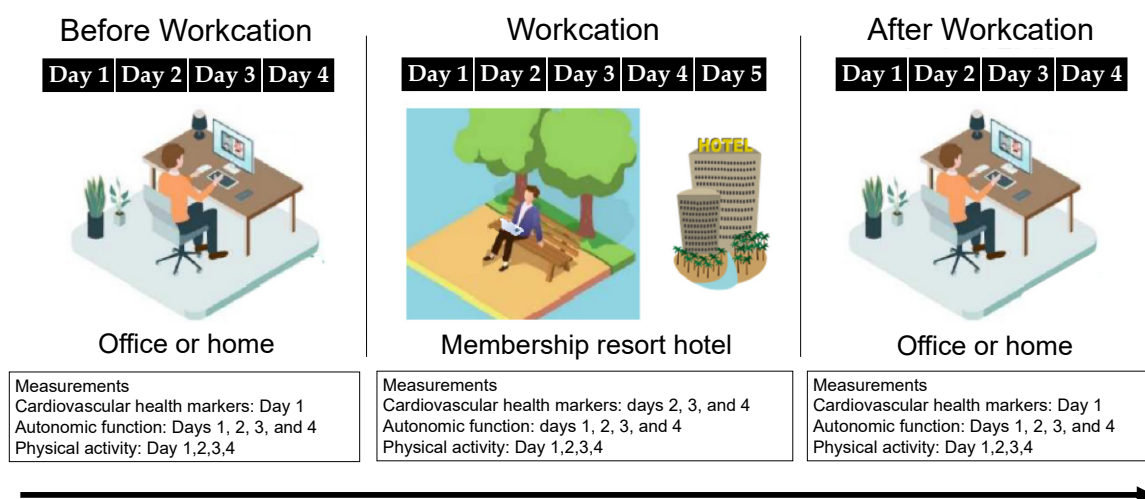 Before Workcation
Day 1 Day 2 Day 3 Day 4
Office or home
Measurements
Cardiovascular health markers: Day 1
Autonomic function: Days 1, 2, 3, and 4
Physical activity: Day 1,2,3,4
Workcation
Day 1 Day 2 Day 3 Day 4 Day 5
HOTEL
Membership resort hotel
Measurements
Cardiovascular health markers: days 2, 3, and 4
Autonomic function: days 1, 2, 3, and 4
Physical activity: Day 1,2,3,4
After Workcation
Day 1 Day 2 Day 3 Day 4
Office or home
Measurements
Cardiovascular health markers: Day 1
Autonomic function: Days 1, 2, 3, and 4
Physical activity: Day 1,2,3,4